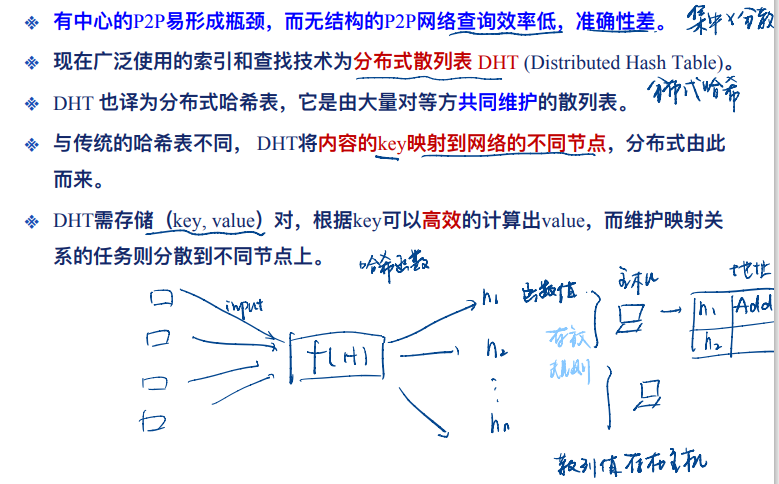 有中心的P2P易形成瓶颈，而无结构的P2P网络查询效率低，准确性差。 集中×分散
现在广泛使用的索引和查找技术为分布式散列表 DHT (Distributed Hash Table)。
分布式哈希
DHT 也译为分布式哈希表，它是由大量对等方共同维护的散列表。
与传统的哈希表不同， DHT将内容的key映射到网络的不同节点，分布式由此
而来。
DHT需存储（key, value）对，根据key可以高效的计算出value，而维护映射关
系的任务则分散到不同节点上。
哈希函数 主机 地址
input h1 函数值 h1 Add
f(H) h2 存放 h2
规则
⋮
hn
散列值存在主机